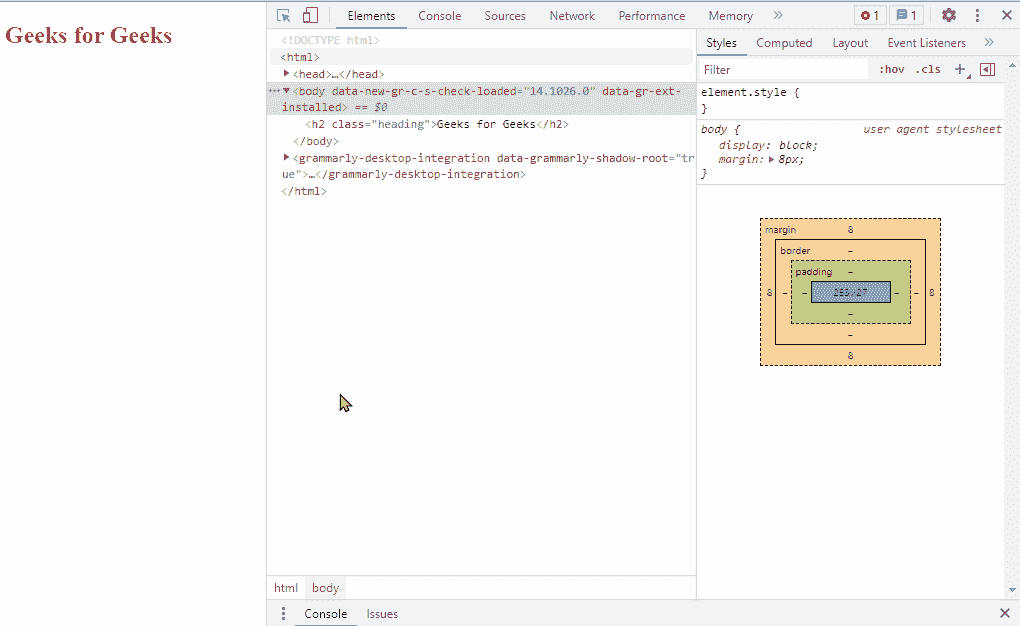 Geeks for Geeks
Elements Console Sources Network Performance Memory » 1 1
<!DOCTYPE html>
<html>
<head>…</head>
<body data-new-gr-c-s-check-loaded="14.1026.0" data-gr-ext-
installed> == $0
<h2 class="heading">Geeks for Geeks</h2>
</body>
<grammarly-desktop-integration data-grammarly-shadow-root="tr
ue">…</grammarly-desktop-integration>
</html>
html body
Styles Computed Layout Event Listeners »
Filter :hov .cls +
element.style {
}
body { user agent stylesheet
display: block;
margin: 8px;
}
margin 8
border –
padding –
8 – – – – 8
–
–
8
Console Issues